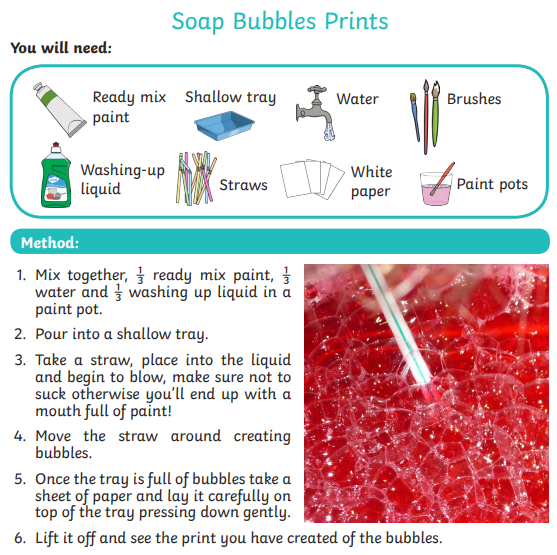 Soap Bubbles Prints
You will need:
Ready mix
paint
Shallow tray
Water
Brushes
Washing-up
liquid
Straws
White
paper
Paint pots
Method:
1. Mix together, 1/3 ready mix paint, 1/3
water and 1/3 washing up liquid in a
paint pot.
2. Pour into a shallow tray.
3. Take a straw, place into the liquid
and begin to blow, make sure not to
suck otherwise you'll end up with a
mouth full of paint!
4. Move the straw around creating
bubbles.
5. Once the tray is full of bubbles take a
sheet of paper and lay it carefully on
top of the tray pressing down gently.
6. Lift it off and see the print you have created of the bubbles.